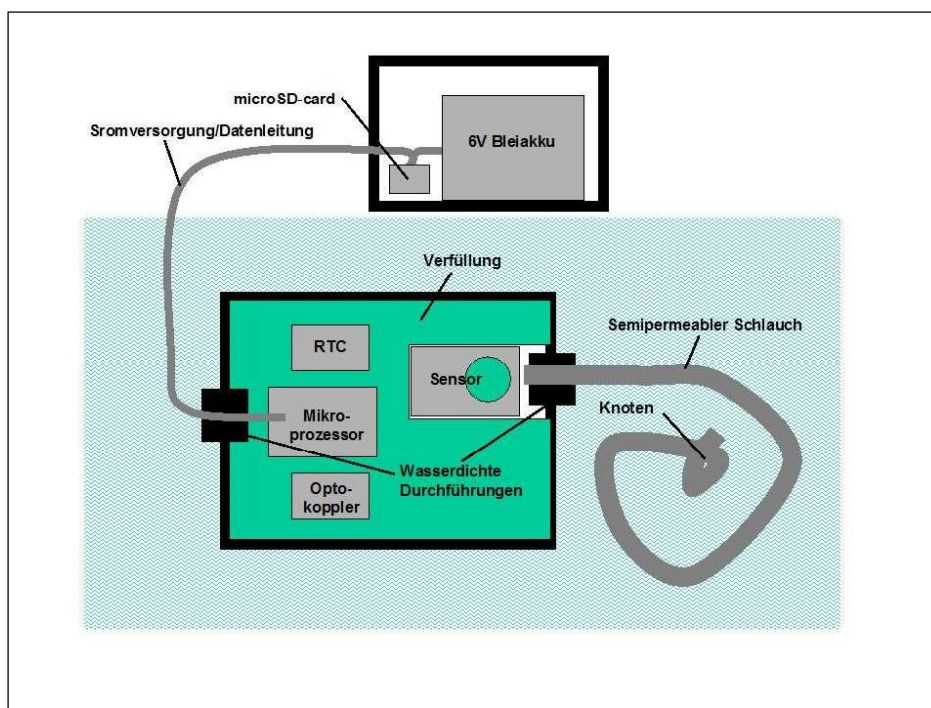 microSD-card
Sromversorgung/Datenleitung
6V Bleiakku
Verfüllung
Semipermeabler Schlauch
RTC
Sensor
Knoten
Mikro-
prozessor
Wasserdichte
Durchführungen
Opto-
koppler